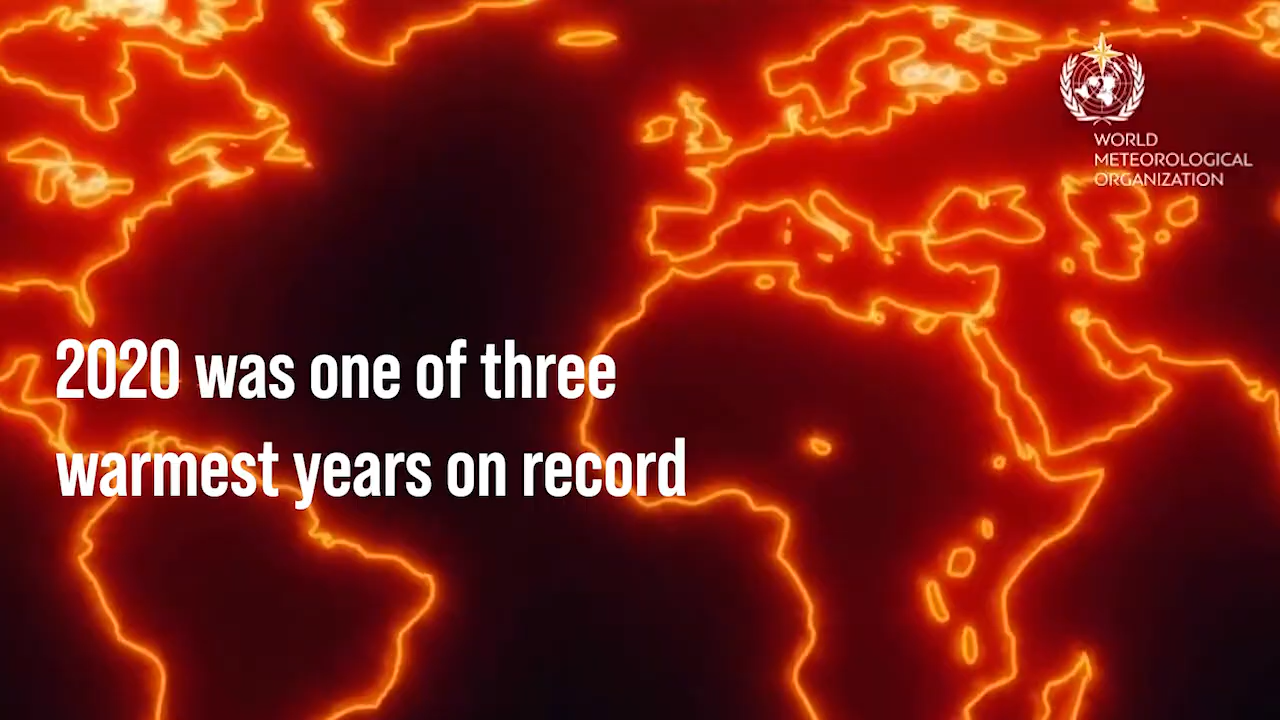 WORLD
METEOROLOGICAL
ORGANIZATION
2020 was one of three
warmest years on record